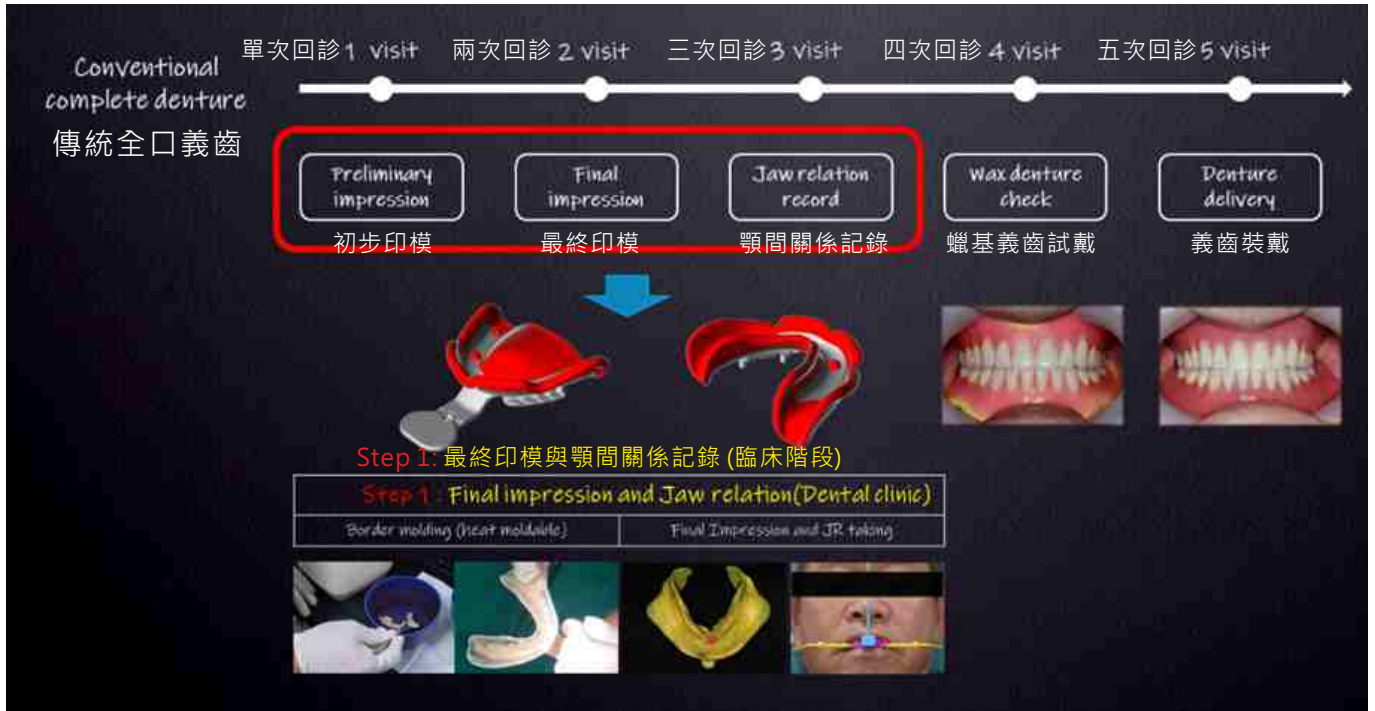 單次回診1 visit
兩次回診2 visit
三次回診3 visit
四次回診4 visit
五次回診5 visit
Conventional
complete denture
傳統全口義齒
Preliminary
impression
初步印模
Final
impression
最終印模
Jaw relation
record
顎間關係記錄
Wax denture
check
蠟基義齒試戴
Denture
delivery
義齒裝戴
Step 1: 最終印模與顎間關係記錄 (臨床階段)
Step 1 : Final impression and Jaw relation(Dental clinic)
Border molding (heat moldable)
Final Impression and JR taking